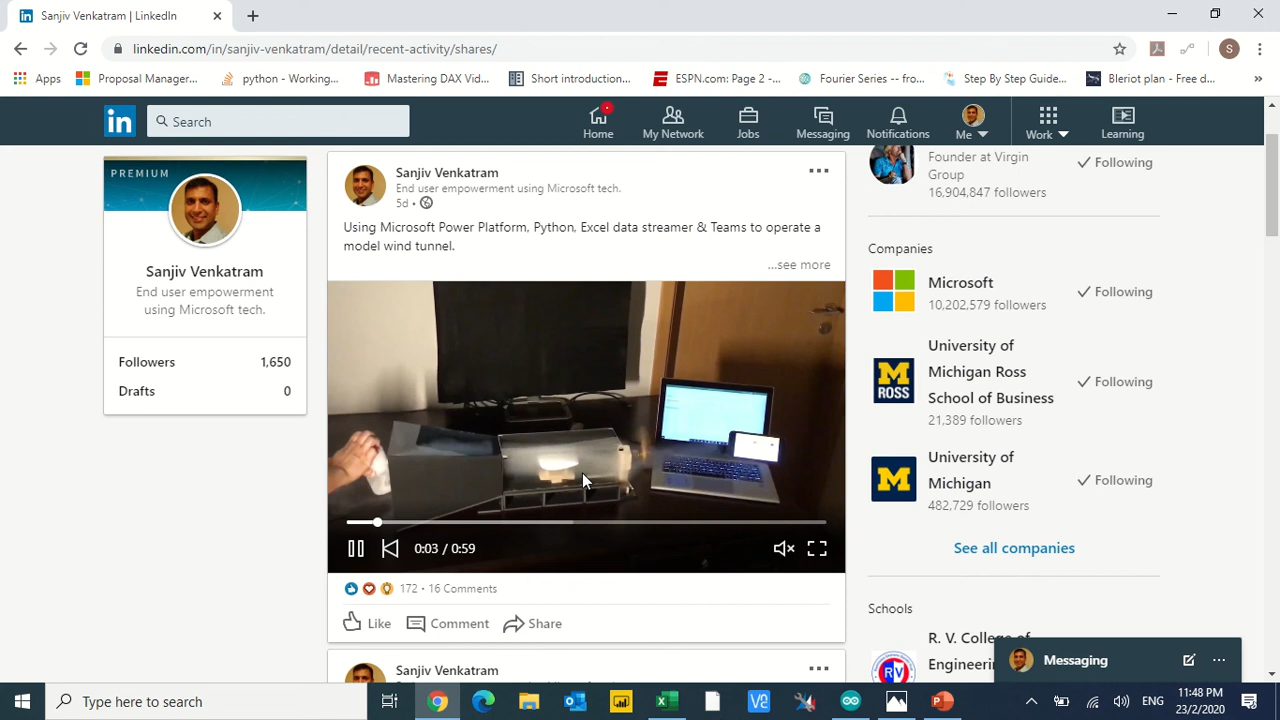 Sanjiv Venkatram | LinkedIn
linkedin.com/in/sanjiv-venkatram/detail/recent-activity/shares/
S
Apps
Proposal Manager...
python - Working...
Mastering DAX Vid...
Short introduction...
ESPN.com: Page 2 -...
Fourier Series -- fro...
Step By Step Guide...
Bleriot plan - Free d...
in
Search
Home
My Network
Jobs
Messaging
Notifications
Me
Work
Learning
PREMIUM
Sanjiv Venkatram
End user empowerment
using Microsoft tech.
Followers 1,650
Drafts 0
Sanjiv Venkatram
End user empowerment using Microsoft tech.
5d •
Using Microsoft Power Platform, Python, Excel data streamer & Teams to operate a
model wind tunnel.
...see more
0:03 / 0:59
172 • 16 Comments
Like
Comment
Share
Sanjiv Venkatram
Founder at Virgin
Group
16,904,847 followers
Following
Companies
Microsoft
10,202,579 followers
Following
M
ROSS
University of
Michigan Ross
School of Business
21,389 followers
Following
M
University of
Michigan
482,729 followers
Following
See all companies
Schools
R. V. College of
Engineerin
Messaging
Type here to search
ENG
11:48 PM
23/2/2020